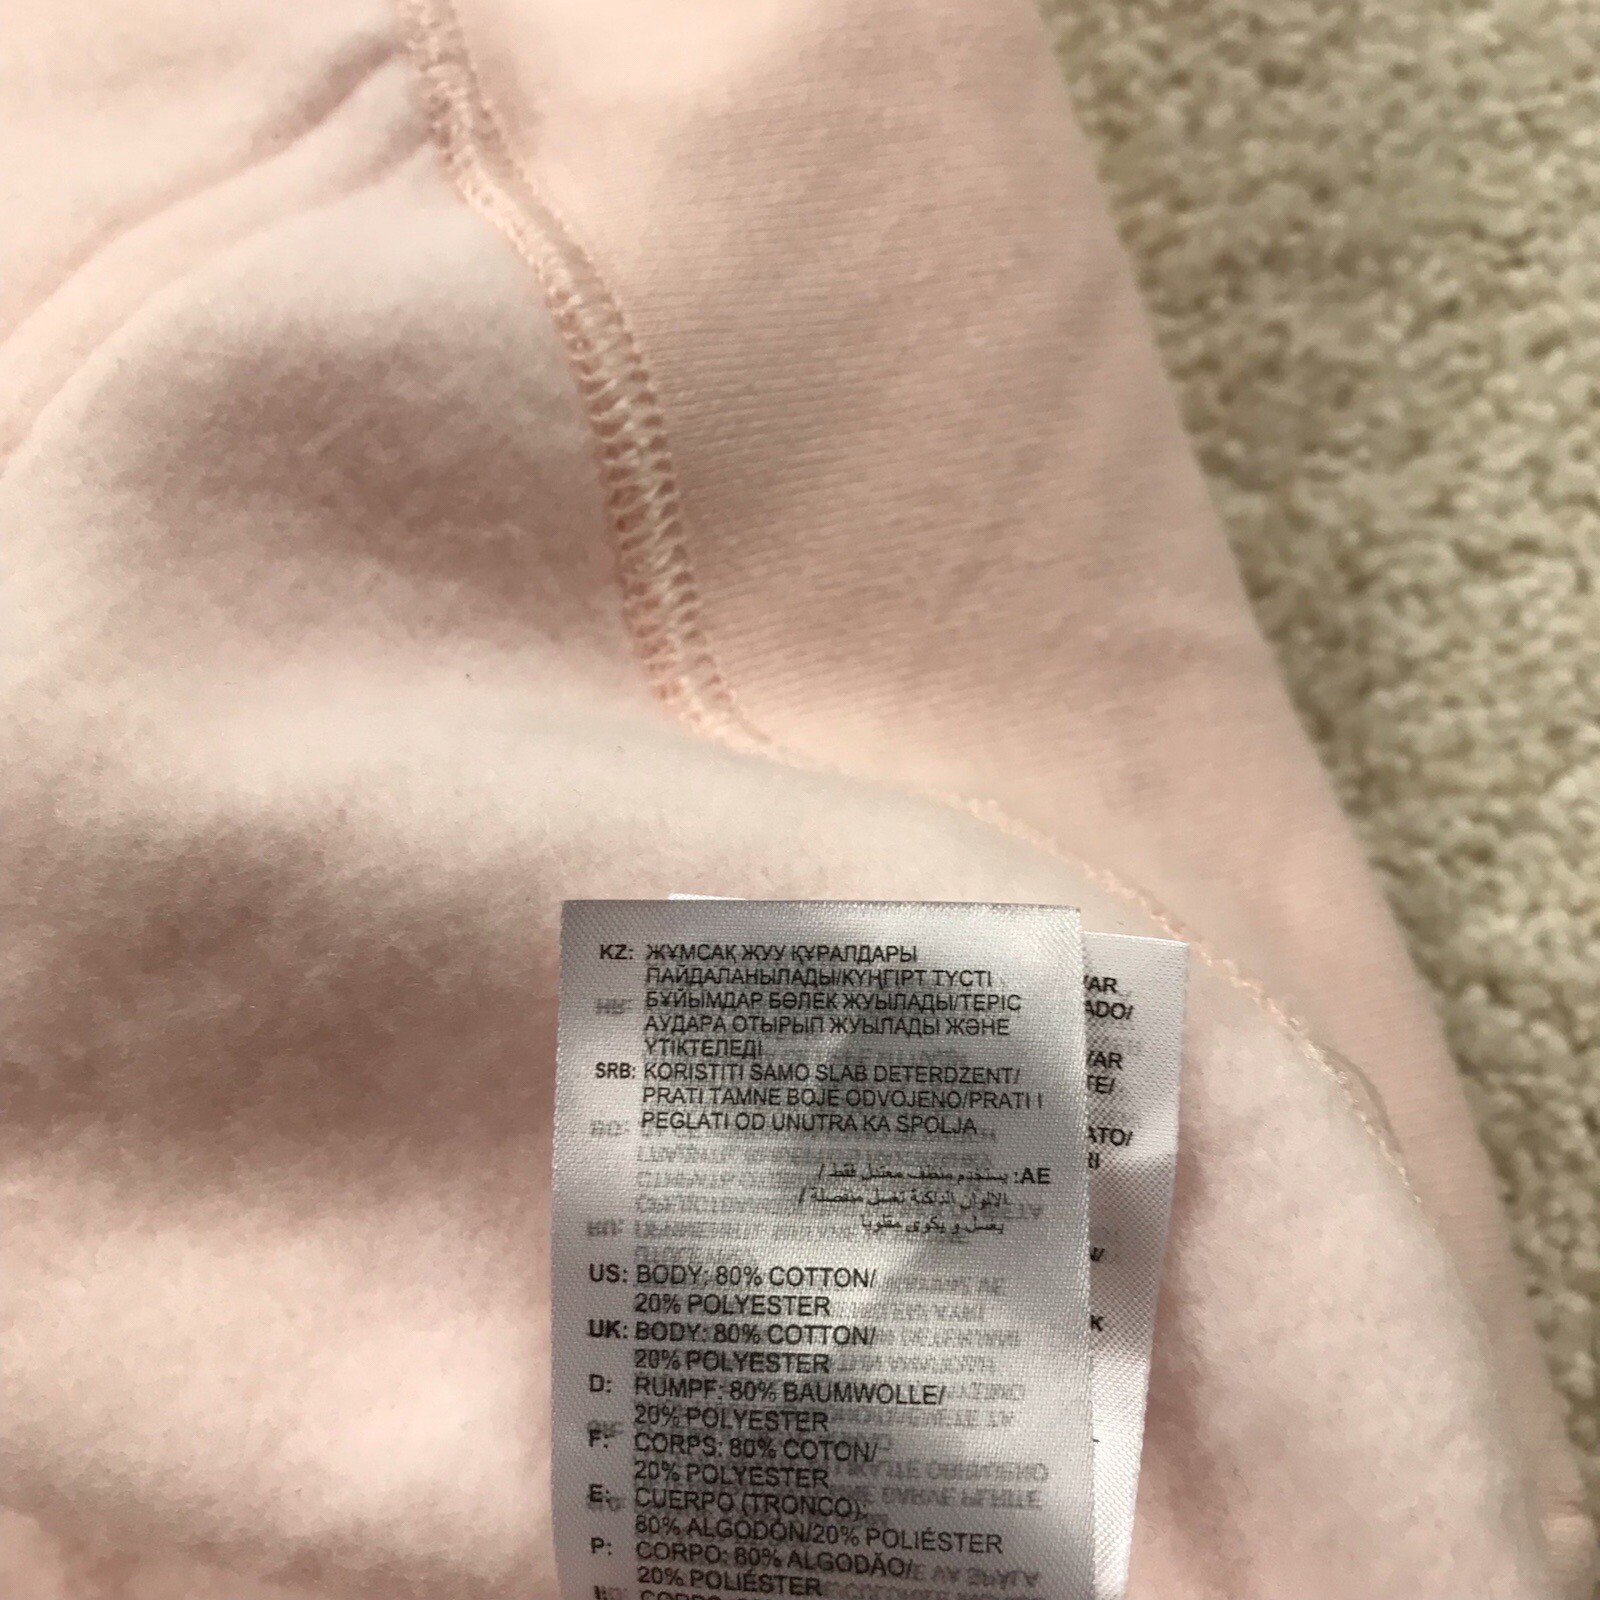 KZ: ЖҰМСАҚ ЖУУ ҚҰРАЛДАРЫ
ПАЙДАЛАНЫЛАДЫ/КҮҢГІРТ ТҮСТІ
БҰЙЫМДАР БӨЛЕК ЖУЫЛАДЫ/ТЕРІС
АУДАРА ОТЫРЫП ЖУЫЛАДЫ ЖӘНЕ
ҮТІКТЕЛЕДІ
SRB: KORISTITI SAMO SLAB DETERDZENT/
PRATI TAMNE BOJE ODVOJENO/PRATI I
PEGLATI OD UNUTRA KA SPOLJA
AE: يستخدم منظف معتدل فقط /
الالوان الداكنة تغسل منفصلة /
يغسل و يكوى مقلوبا
US: BODY: 80% COTTON/
20% POLYESTER
UK: BODY: 80% COTTON/
20% POLYESTER
D: RUMPF: 80% BAUMWOLLE/
20% POLYESTER
F: CORPS: 80% COTON/
20% POLYESTER
E: CUERPO (TRONCO):
80% ALGODÓN/20% POLIÉSTER
P: CORPO: 80% ALGODÃO/
20% POLIÉSTER